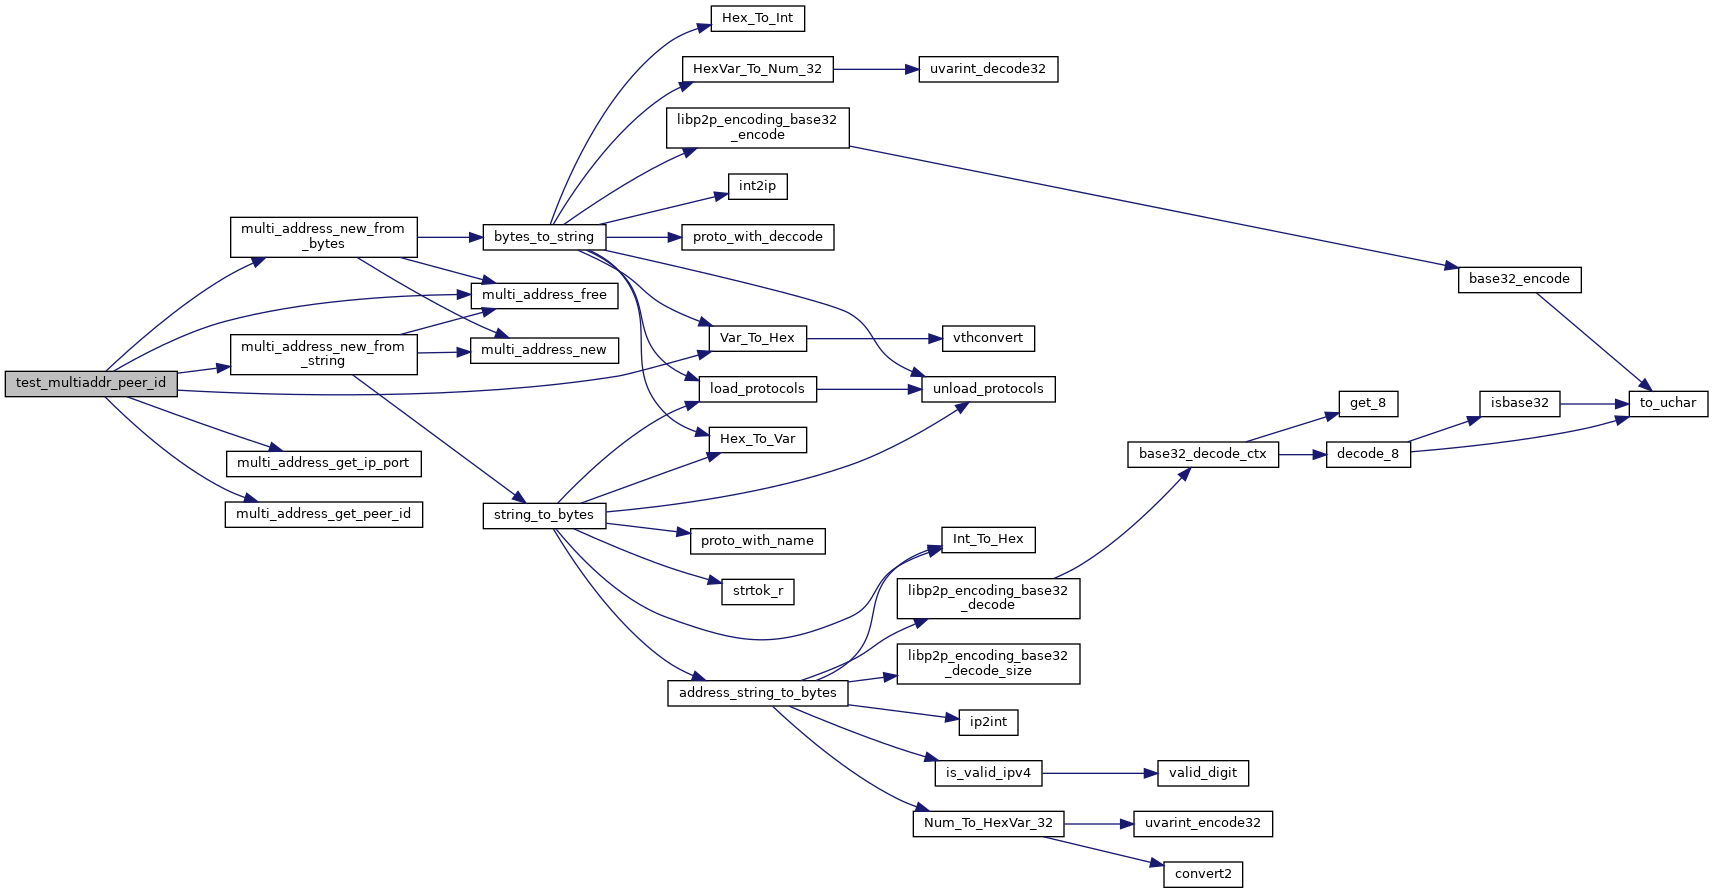 Hex_To_Int
HexVar_To_Num_32
uvarint_decode32
libp2p_encoding_base32
_encode
int2ip
multi_address_new_from
_bytes
bytes_to_string
proto_with_deccode
base32_encode
multi_address_free
Var_To_Hex
vthconvert
multi_address_new_from
_string
multi_address_new
test_multiaddr_peer_id
load_protocols
unload_protocols
get_8
isbase32
to_uchar
Hex_To_Var
base32_decode_ctx
decode_8
multi_address_get_ip_port
multi_address_get_peer_id
string_to_bytes
proto_with_name
Int_To_Hex
strtok_r
libp2p_encoding_base32
_decode
libp2p_encoding_base32
_decode_size
address_string_to_bytes
ip2int
is_valid_ipv4
valid_digit
Num_To_HexVar_32
uvarint_encode32
convert2